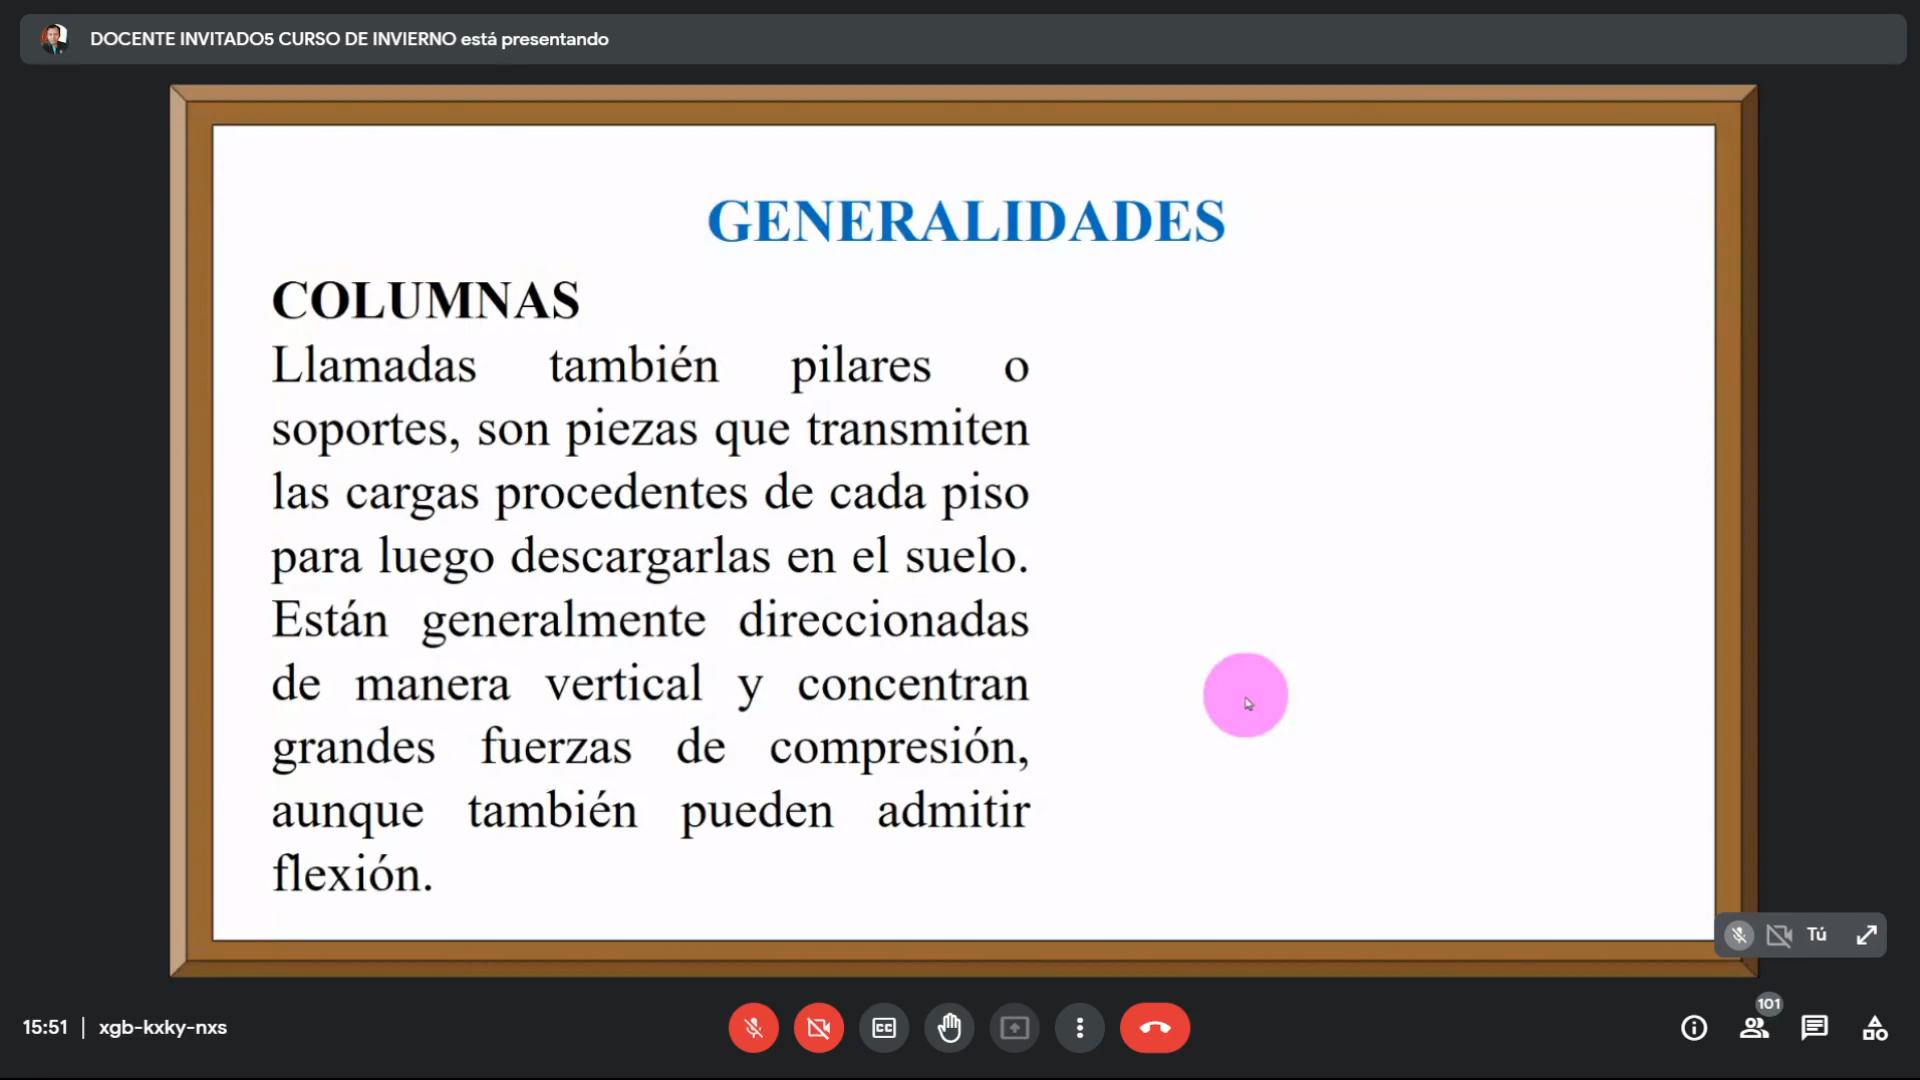 DOCENTE INVITADO5 CURSO DE INVIERNO está presentando
GENERALIDADES
COLUMNAS
Llamadas también pilares o
soportes, son piezas que transmiten
las cargas procedentes de cada piso
para luego descargarlas en el suelo.
Están generalmente direccionadas
de manera vertical y concentran
grandes fuerzas de compresión,
aunque también pueden admitir
flexión.
Tú
15:51 | xgb-kxky-nxs
CC
101